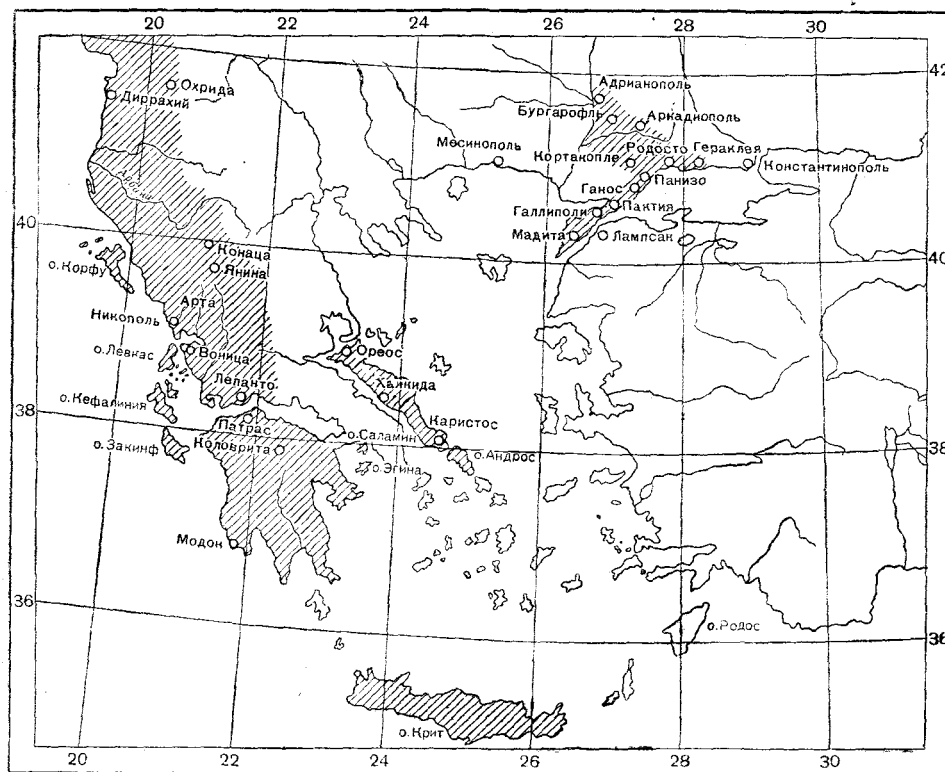 20
22
24
26
27
28
30
42
Охрида
Диррахий
Адрианополь
Бургарофль
Аркадиополь
Месинополь
Родосто
Гераклея
Кортакопле
Константинополь
Ганос
Панизо
Галлиполи
Пактия
Мадита
Лампсак
40
40
Конаца
Янина
о. Корфу
Арта
Никополь
о. Левкас
Воница
Ореос
Лепанто
Халкида
о. Кефалиния
38
38
Патрас
Каристос
о. Саламин
о. Закинф
Коловрита
о. Эгина
о. Андрос
Модон
36
36
о. Родос
о. Крит
20
22
24
26
28
30